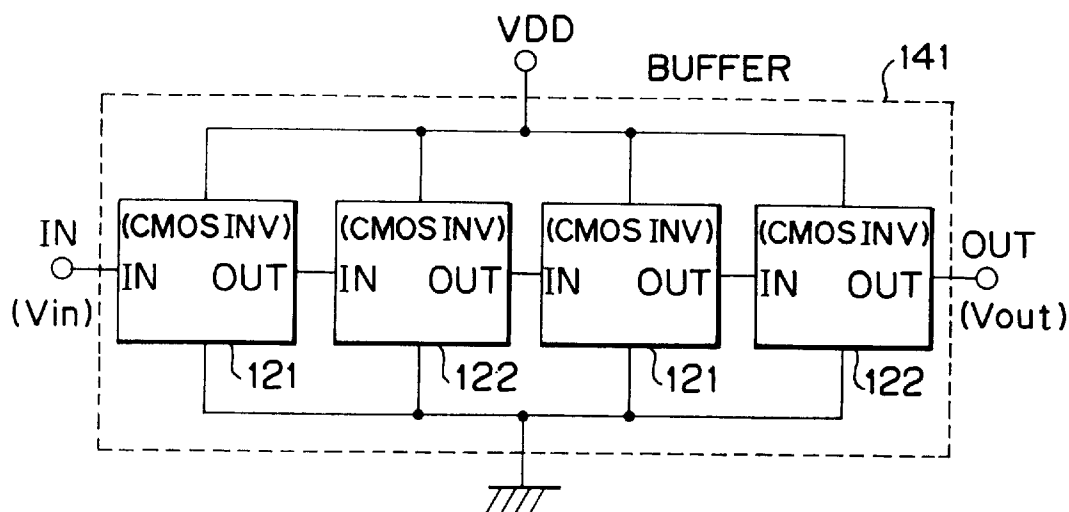 VDD
BUFFER
141
(CMOS INV) (CMOS INV) (CMOS INV) (CMOS INV)
IN
IN OUT IN OUT IN OUT IN OUT
OUT
(Vin)
(Vout)
121 122 121 122